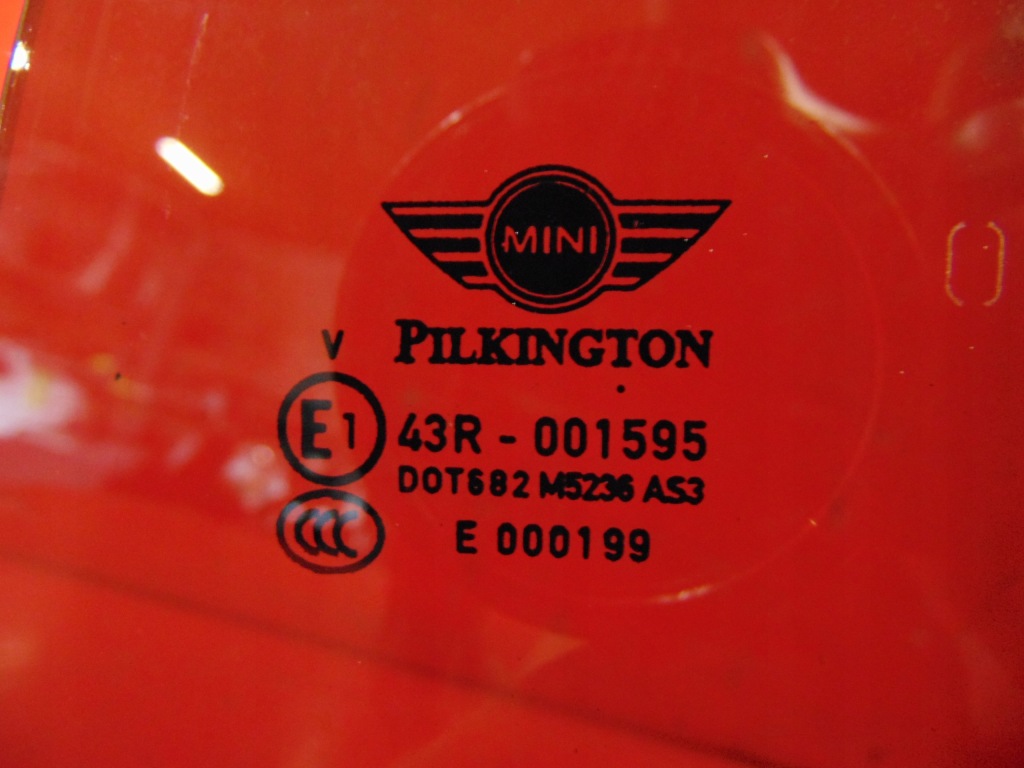 MINI
V PILKINGTON
E1 43R - 001595
DOT682 M5236 AS3
CCC E 000199